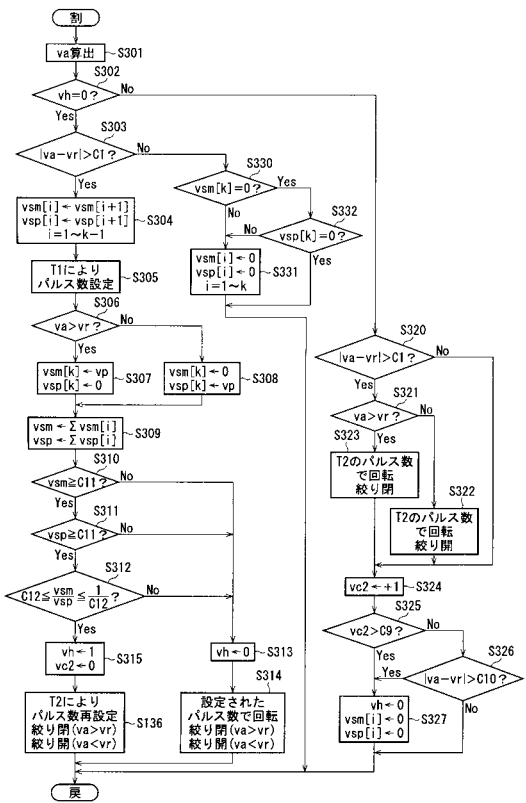 割
va算出
S301
S302
vh=0?
No
Yes
S303
|va-vr|>C1?
No
Yes
vsm[i]←vsm[i+1]
vsp[i]←vsp[i+1]
i=1~k-1
S304
S330
vsm[k]=0?
Yes
No
S332
vsp[k]=0?
No
Yes
vsm[i]←0
vsp[i]←0
i=1~k
S331
T1により
パルス数設定
S305
S306
va>vr?
No
Yes
vsm[k]←vp
vsp[k]←0
S307
vsm[k]←0
vsp[k]←vp
S308
vsm←Σvsm[i]
vsp←Σvsp[i]
S309
S310
vsm≧C11?
No
Yes
S311
vsp≧C11?
No
Yes
S312
C12≦vsm/vsp≦1/C12?
No
Yes
vh←1
vc2←0
S315
vh←0
S313
T2により
パルス数再設定
絞り閉(va>vr)
絞り開(va<vr)
S136
S314
設定された
パルス数で回転
絞り閉(va>vr)
絞り開(va<vr)
S320
|va-vr|>C1?
No
Yes
S321
va>vr?
No
Yes
S323
T2のパルス数
で回転
絞り閉
S322
T2のパルス数
で回転
絞り開
vc2←+1
S324
S325
vc2>C9?
No
Yes
S326
|va-vr|>C10?
Yes
No
vh←0
vsm[i]←0
vsp[i]←0
S327
戻